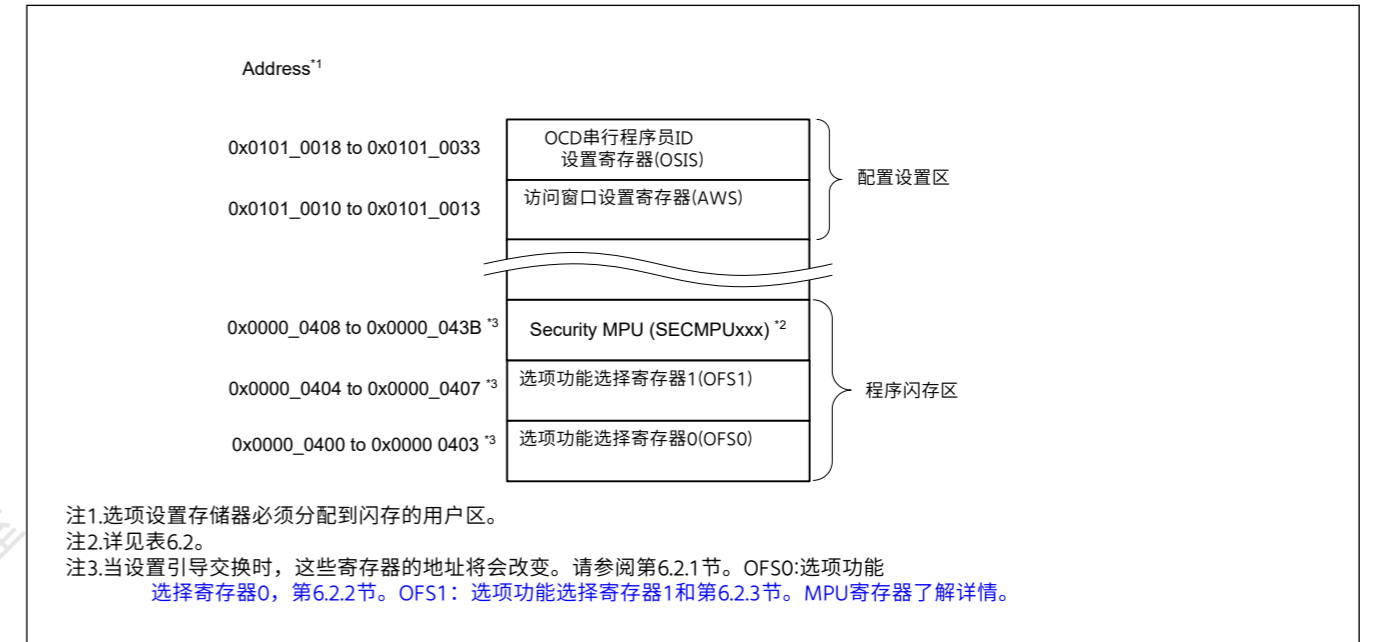 Address*1
0x0101_0018 to 0x0101_0033
OCD串行程序员ID
设置寄存器(OSIS)
配置设置区
0x0101_0010 to 0x0101_0013
访问窗口设置寄存器(AWS)
0x0000_0408 to 0x0000_043B *3
Security MPU (SECMPUxxx) *2
0x0000_0404 to 0x0000_0407 *3
选项功能选择寄存器1(OFS1)
程序闪存区
0x0000_0400 to 0x0000 0403 *3
选项功能选择寄存器0(OFS0)
注1.选项设置存储器必须分配到闪存的用户区。
注2.详见表6.2。
注3.当设置引导交换时，这些寄存器的地址将会改变。请参阅第6.2.1节。OFS0:选项功能
选择寄存器0，第6.2.2节。OFS1：选项功能选择寄存器1和第6.2.3节。MPU寄存器了解详情。